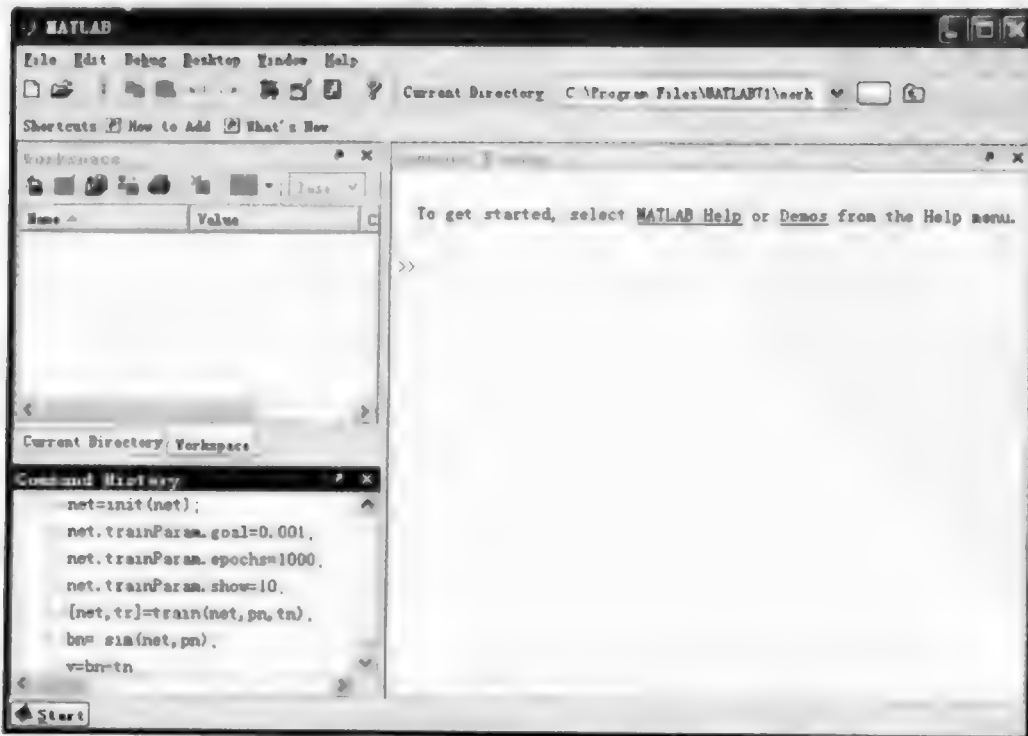 MATLAB
File Edit Debug Desktop Window Help
Current Directory C:\Program Files\MATLAB71\work
Shortcuts How to Add What's New
Workspace
Base
Name Value C
To get started, select MATLAB Help or Demos from the Help menu.
>>
Current Directory Workspace
Command History
net=init(net);
net.trainParam.goal=0.001,
net.trainParam.epochs=1000,
net.trainParam.show=10,
[net,tr]=train(net,pn,tn),
bn= sim(net,pn),
v=bn-tn
Start